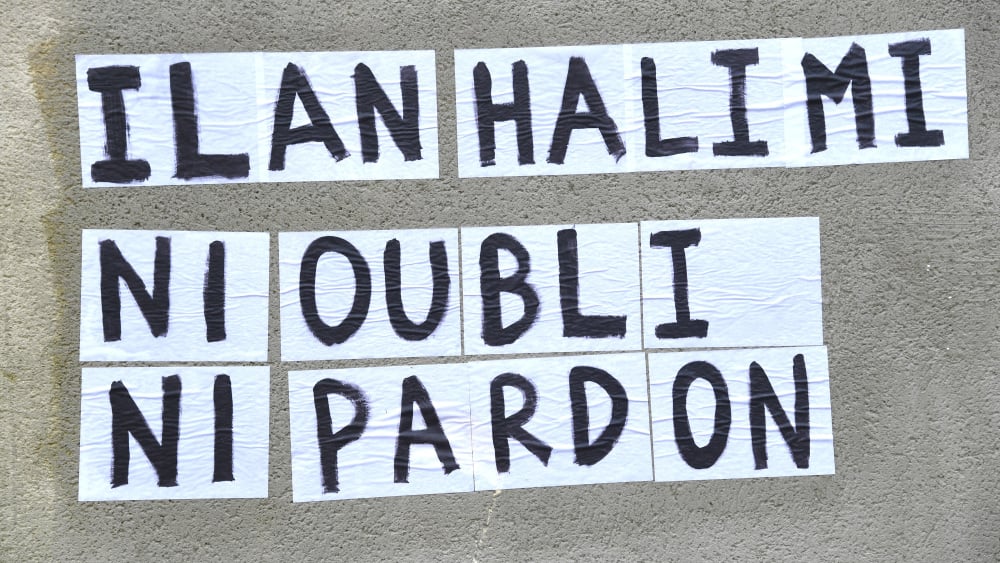 ILAN HALIMI
NI OUBLI
NI PARDON